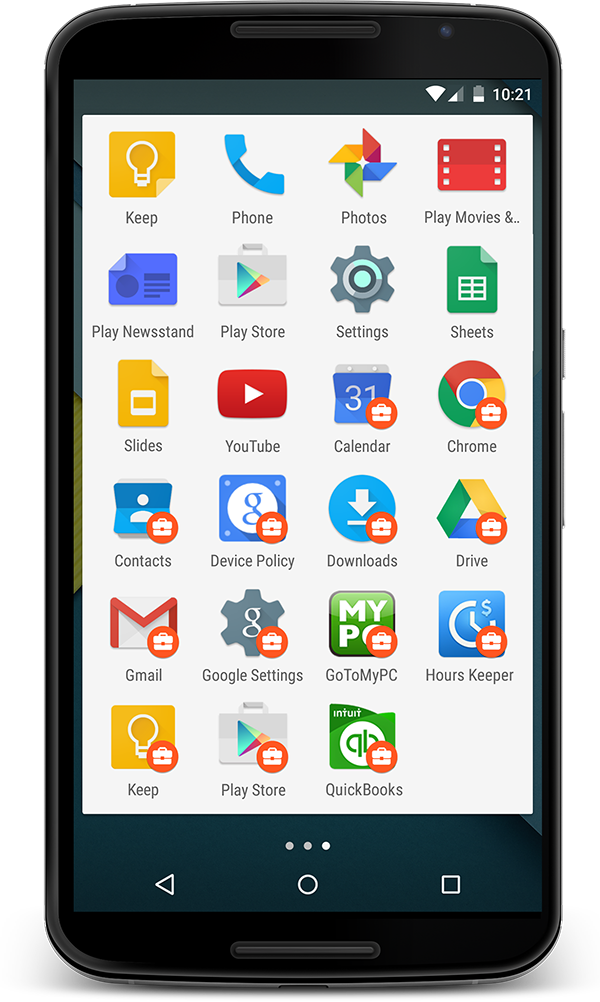 10:21
Keep
Phone
Photos
Play Movies &..
Play Newsstand
Play Store
Settings
Sheets
Slides
YouTube
31
Calendar
Chrome
Contacts
g
Device Policy
Downloads
Drive
Gmail
g
Google Settings
MY
PC
GoToMyPC
$
Hours Keeper
Keep
Play Store
intuit
qb
QuickBooks